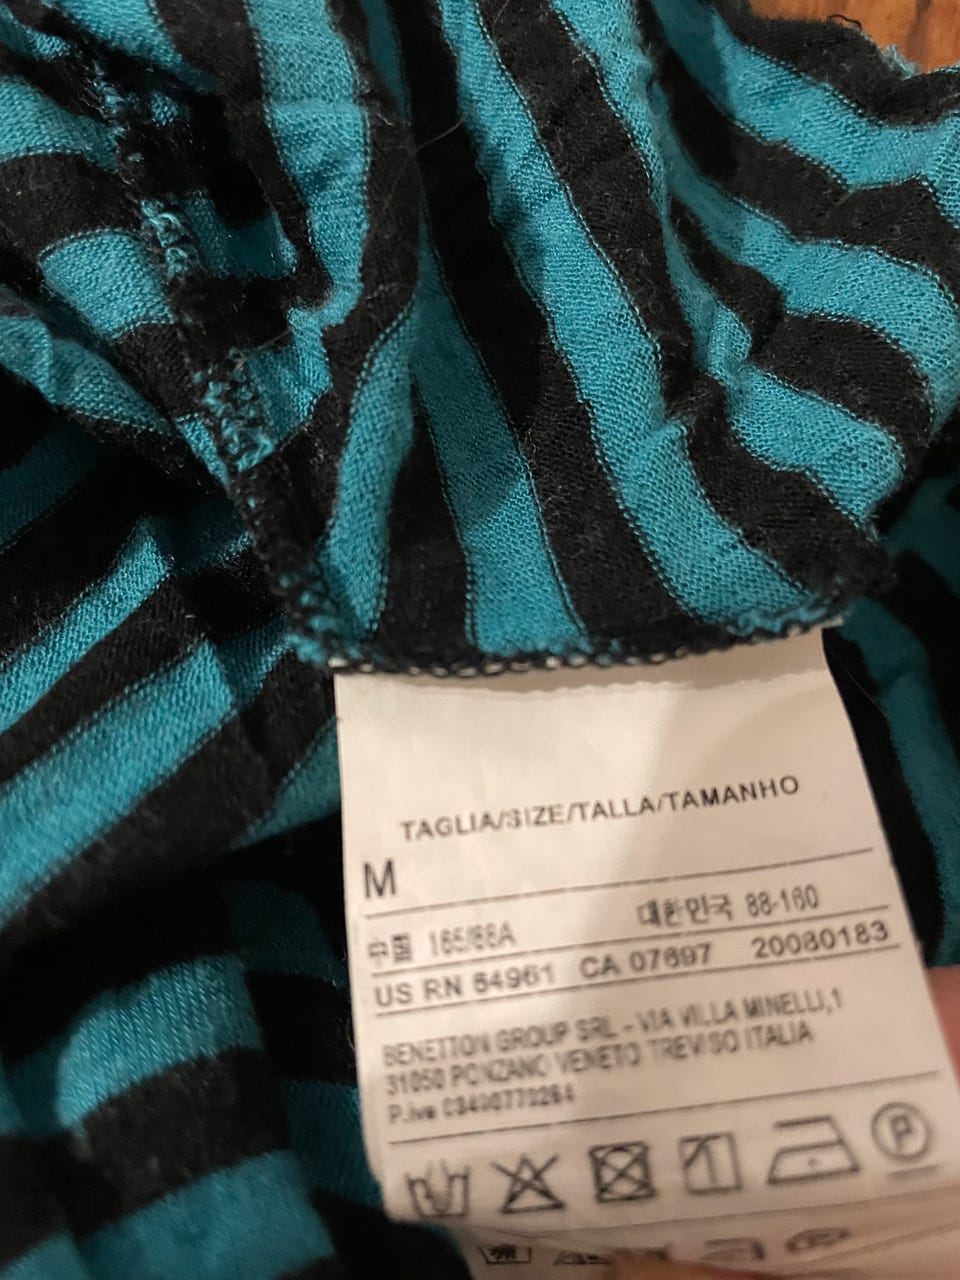 TAGLIA/SIZE/TALLA/TAMANHO
M
中国 165/88A 대한민국 88-160
US RN 64961 CA 07697 20080183
BENETTON GROUP SRL - VIA VILLA MINELLI,1
31050 PONZANO VENETO TREVISO ITALIA
P.iva
P